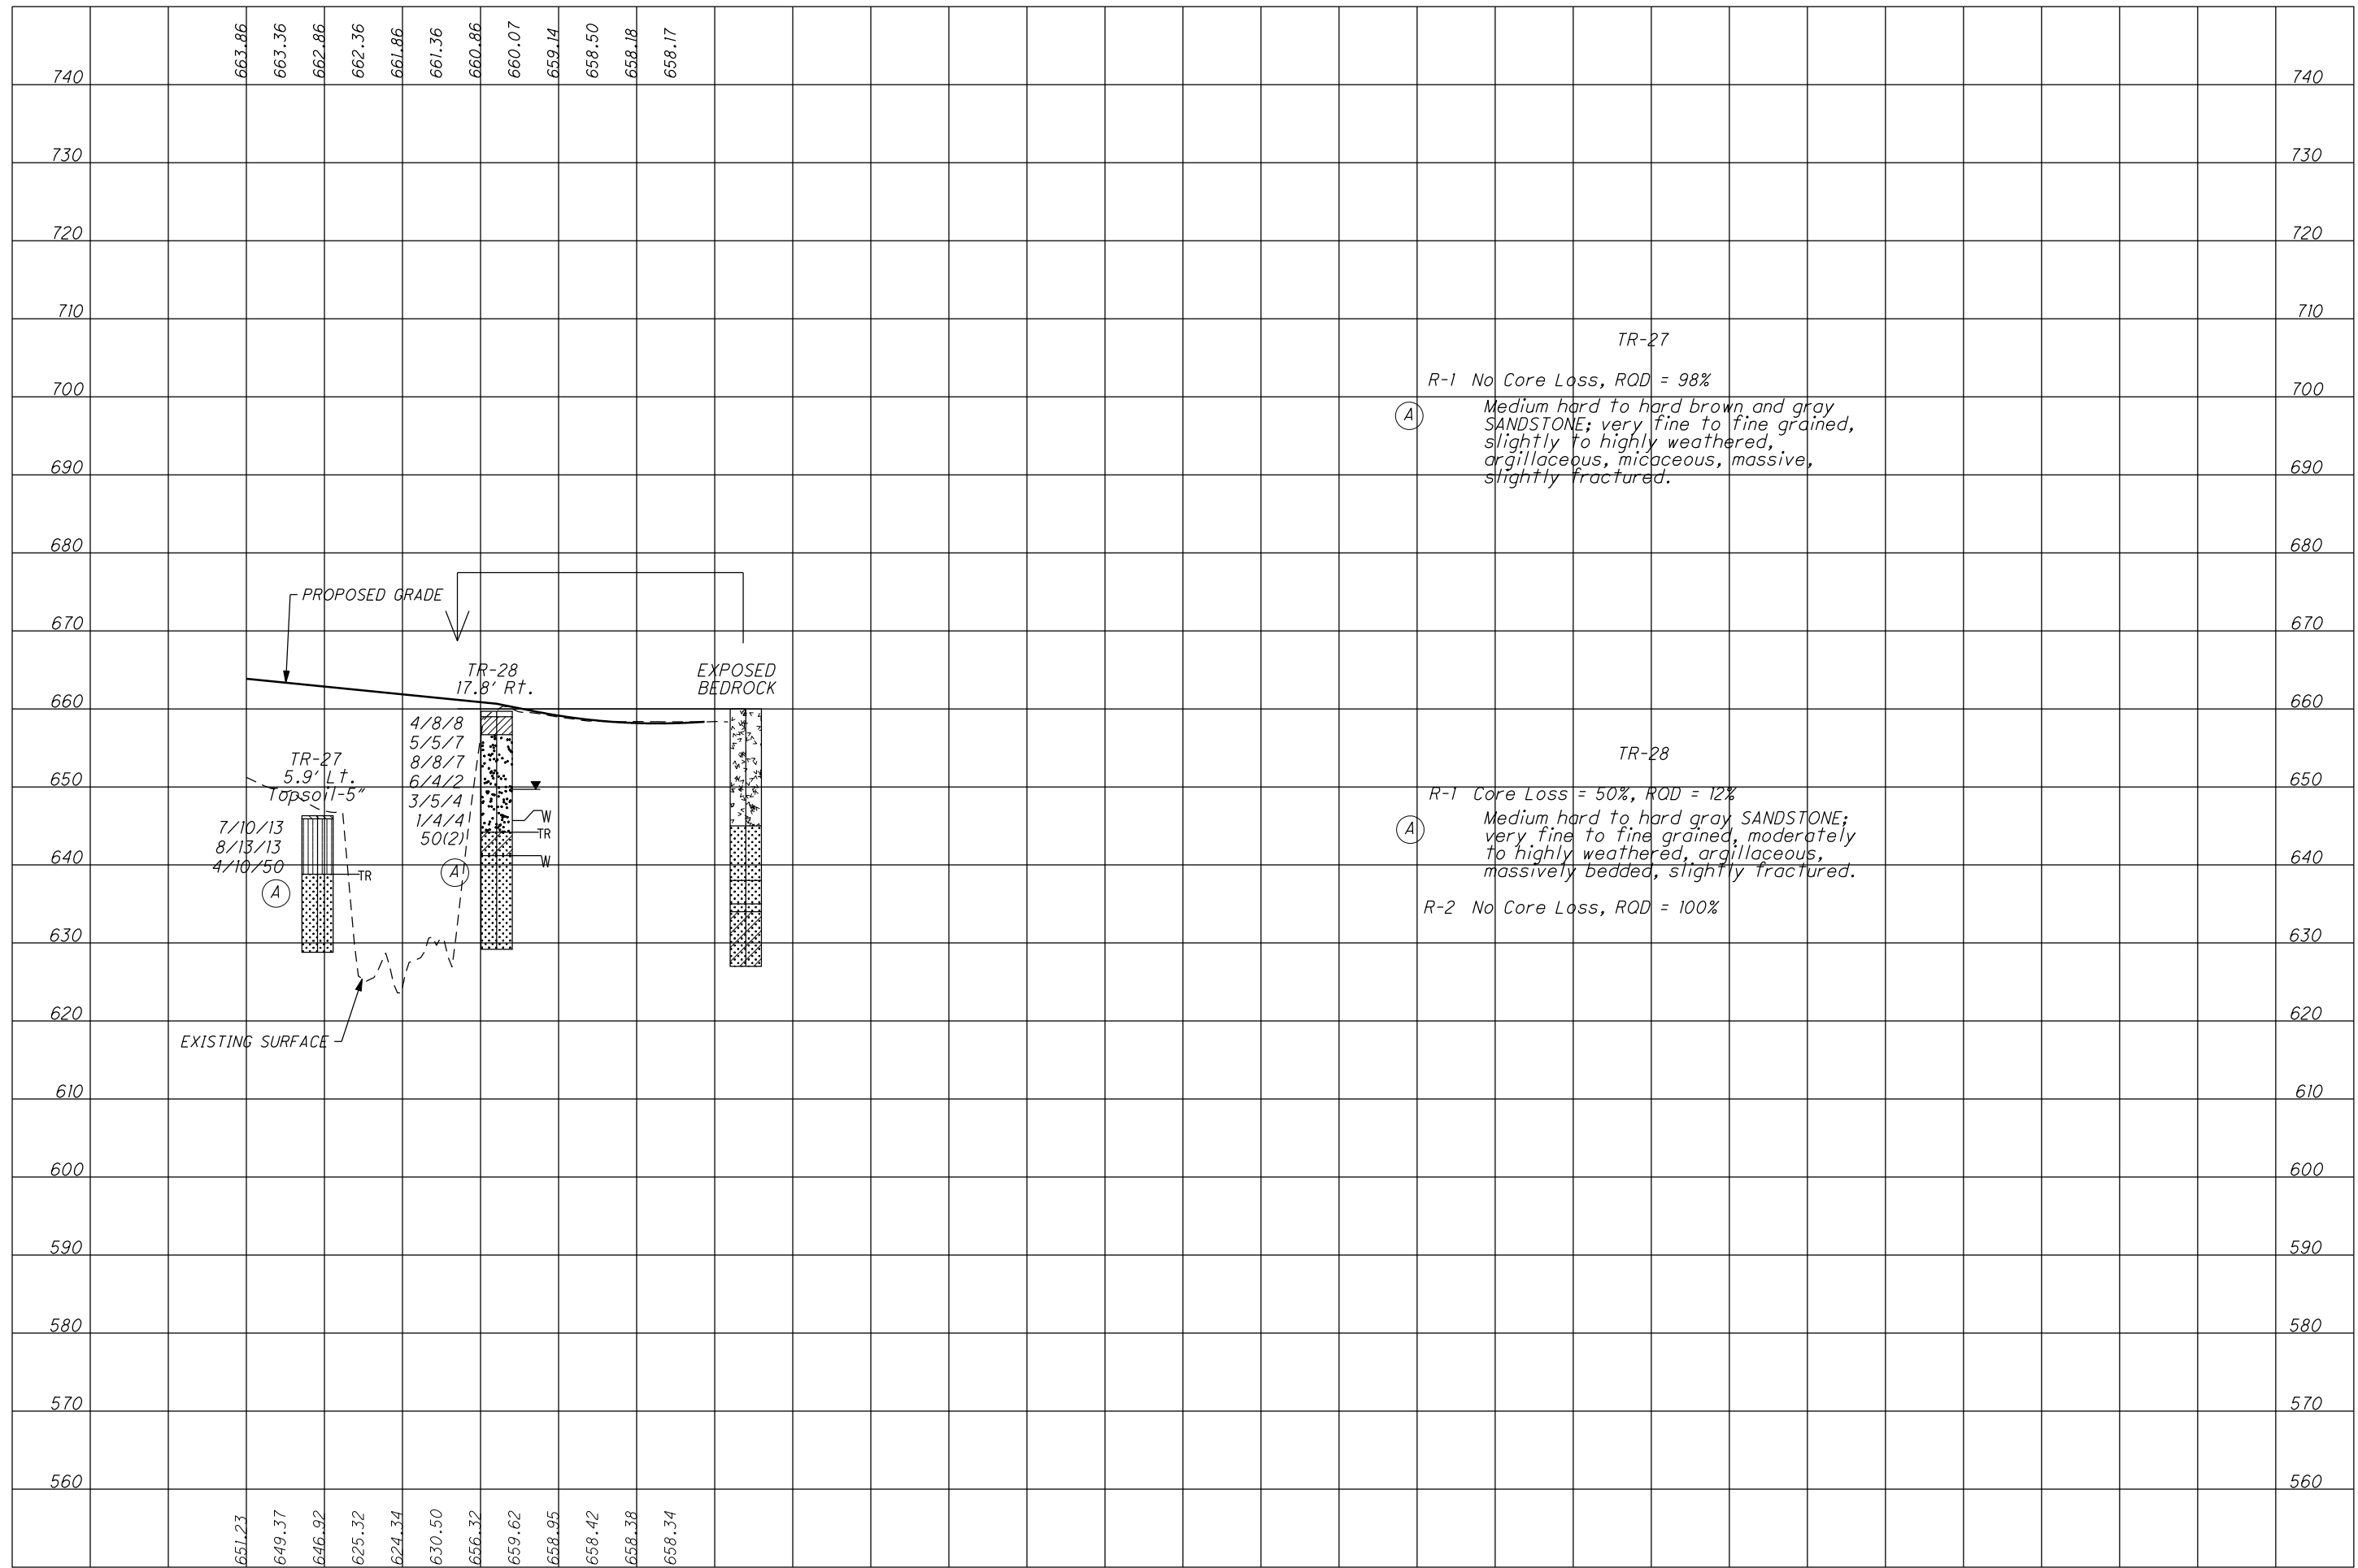 663.86 663.36 662.86 662.36 661.86 661.36 660.86 660.07 659.14 658.50 658.18 658.17
740 740
730 730
720 720
710 710
TR-27
R-1 No Core Loss, RQD = 98%
700 700
A
Medium hard to hard brown and gray
SANDSTONE; very fine to fine grained,
slightly to highly weathered,
argillaceous, micaceous, massive,
slightly fractured.
690 690
680 680
PROPOSED GRADE
670 670
TR-28
17.8' Rt.
EXPOSED
BEDROCK
660 660
4/8/8
5/5/7
8/8/7
6/4/2
3/5/4
1/4/4
50(2)
A
W
TR
W
TR-27
5.9' Lt.
Topsoil-5"
650 650
7/10/13
8/13/13
4/10/50
A
TR
TR-28
R-1 Core Loss = 50%, RQD = 12%
A
Medium hard to hard gray SANDSTONE;
very fine to fine grained, moderately
to highly weathered, argillaceous,
massively bedded, slightly fractured.
R-2 No Core Loss, RQD = 100%
640 640
630 630
620 620
EXISTING SURFACE
610 610
600 600
590 590
580 580
570 570
560 560
651.23 649.37 646.92 625.32 624.34 630.50 656.32 659.62 658.95 658.42 658.38 658.34